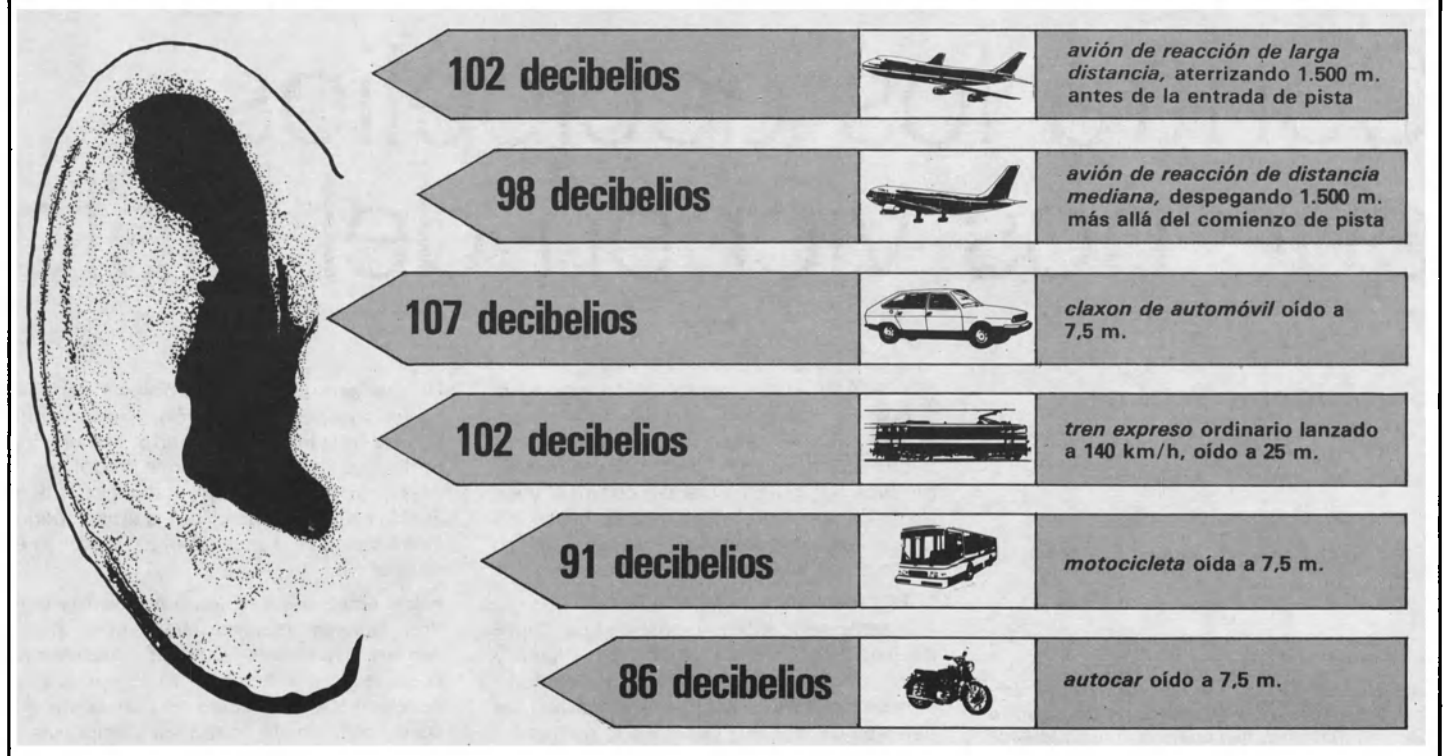 102 decibelios
avión de reacción de larga
distancia, aterrizando 1.500 m.
antes de la entrada de pista
98 decibelios
avión de reacción de distancia
mediana, despegando 1.500 m.
más allá del comienzo de pista
107 decibelios
claxon de automóvil oído a
7,5 m.
102 decibelios
tren expreso ordinario lanzado
a 140 km/h, oído a 25 m.
91 decibelios
motocicleta oída a 7,5 m.
86 decibelios
autocar oído a 7,5 m.